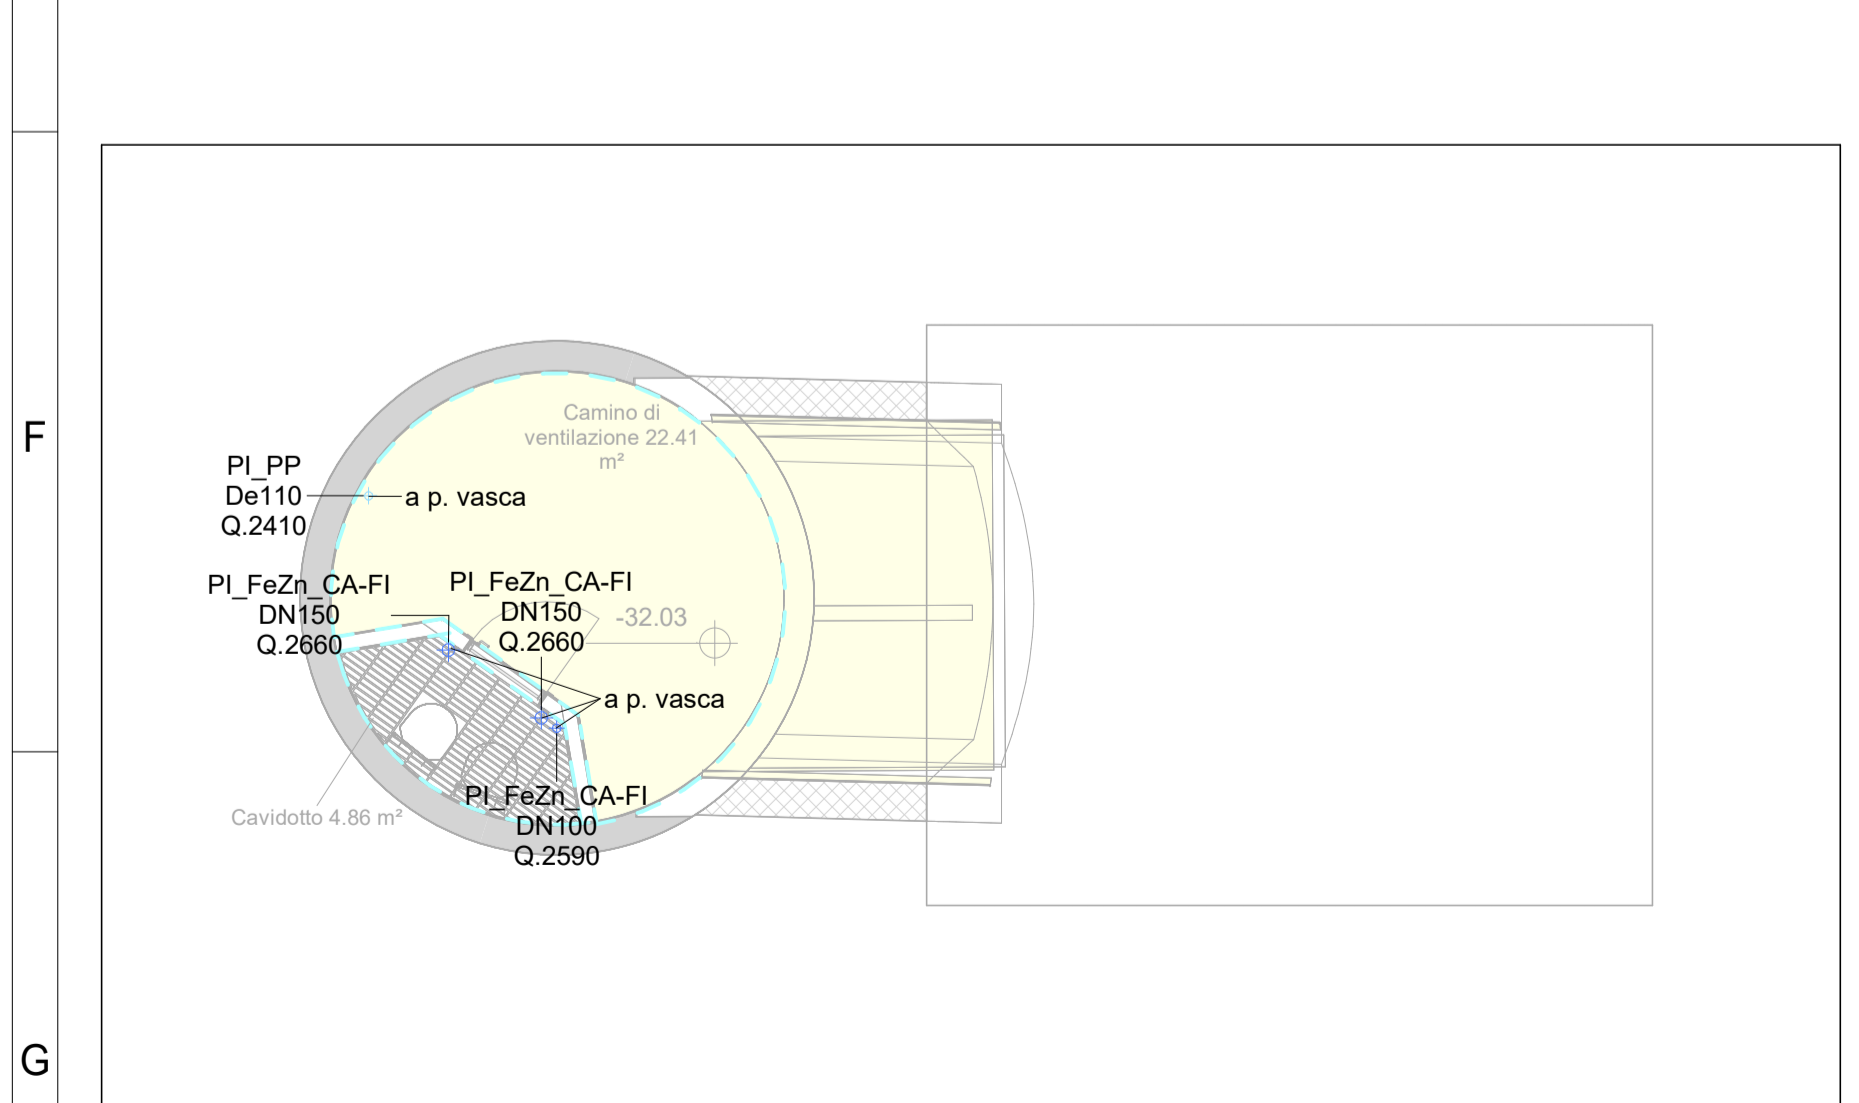 F
G
Camino di
ventilazione 22.41
m²
PI_PP
De110
Q.2410
a p. vasca
PI_FeZn_CA-FI
DN150
Q.2660
PI_FeZn_CA-FI
DN150
Q.2660
-32.03
a p. vasca
PI_FeZn_CA-FI
DN100
Q.2590
Cavidotto 4.86 m²